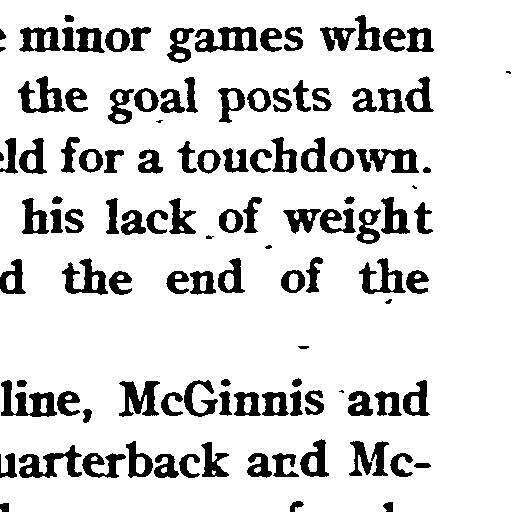 minor games when
the goal posts and
for a touchdown.
his lack of weight
the end of the
line, McGinnis and
and Mc-